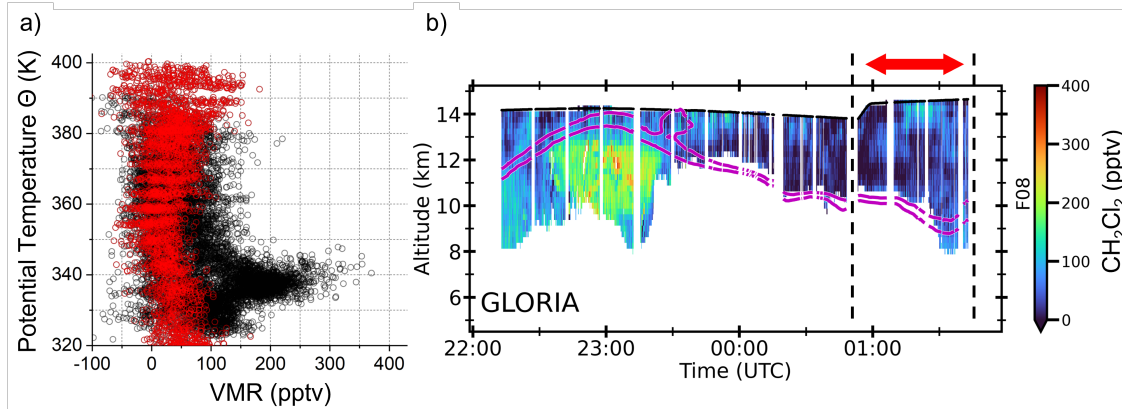 a)
Potential Temperature Θ (K)
400
380
360
340
320
-100
0
100
200
300
400
VMR (pptv)
b)
Altitude (km)
14
12
10
8
6
GLORIA
22:00
23:00
00:00
01:00
Time (UTC)
F08
400
300
200
100
0
CH₂Cl₂ (pptv)